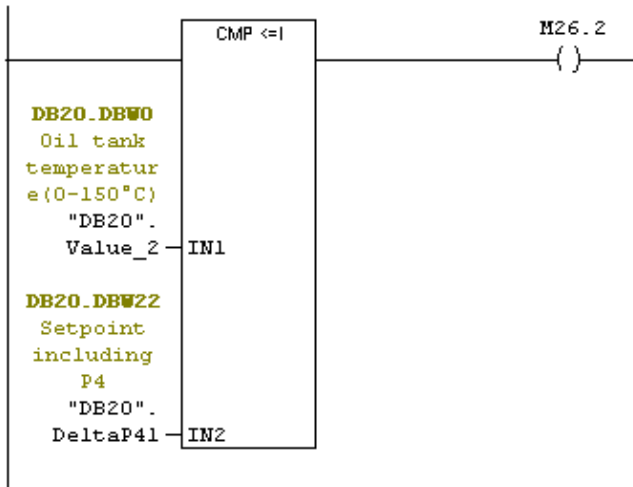 CMP <=I
M26.2
( )
DB20.DBW0
Oil tank
temperatur
e(0-150°C)
"DB20".
Value_2
IN1
DB20.DBW22
Setpoint
including
P4
"DB20".
DeltaP41
IN2